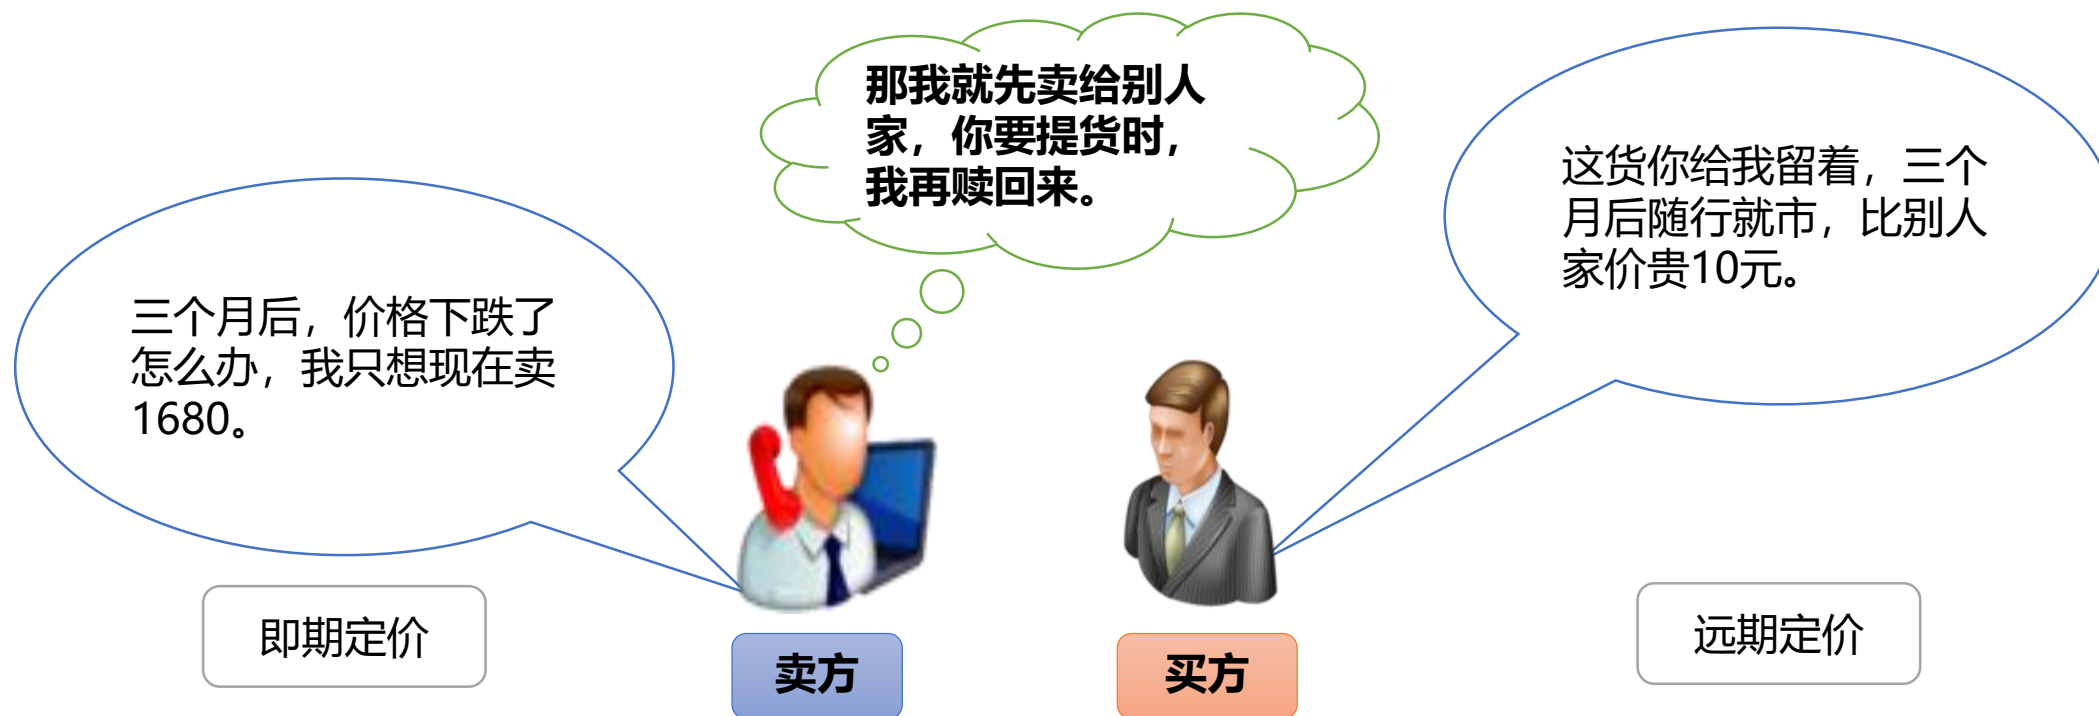 那我就先卖给别人
家，你要提货时，
我再赎回来。
这货你给我留着，三个
月后随行就市，比别人
家价贵10元。
三个月后，价格下跌了
怎么办，我只想现在卖
1680。
即期定价
卖方
买方
远期定价